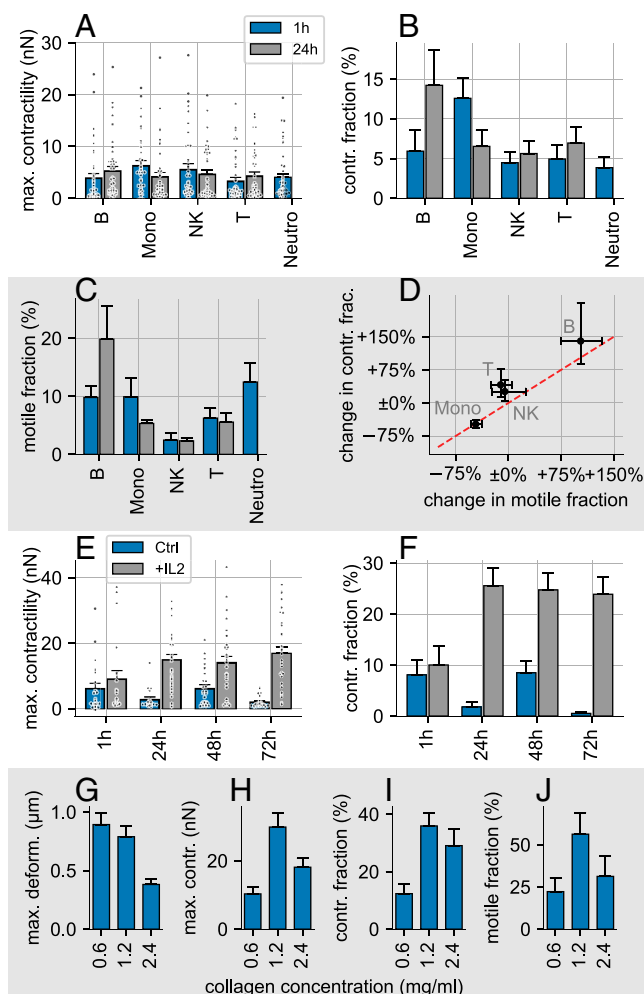 A
1h
24h
max. contractility (nN)
30
20
10
0
B
Mono
NK
T
Neutro
B
contr. fraction (%)
15
10
5
0
B
Mono
NK
T
Neutro
C
motile fraction (%)
20
10
0
B
Mono
NK
T
Neutro
D
change in contr. frac.
+150%
+75%
±0%
−75%
B
T
Mono
NK
−75%
±0%
+75%
+150%
change in motile fraction
E
Ctrl
+IL2
max. contractility (nN)
40
20
0
1h
24h
48h
72h
F
contr. fraction (%)
30
20
10
0
1h
24h
48h
72h
G
max. deform. (µm)
1.0
0.5
0.0
0.6
1.2
2.4
H
max. contr. (nN)
20
0
0.6
1.2
2.4
I
contr. fraction (%)
40
20
0
0.6
1.2
2.4
J
motile fraction (%)
50
25
0
0.6
1.2
2.4
collagen concentration (mg/ml)